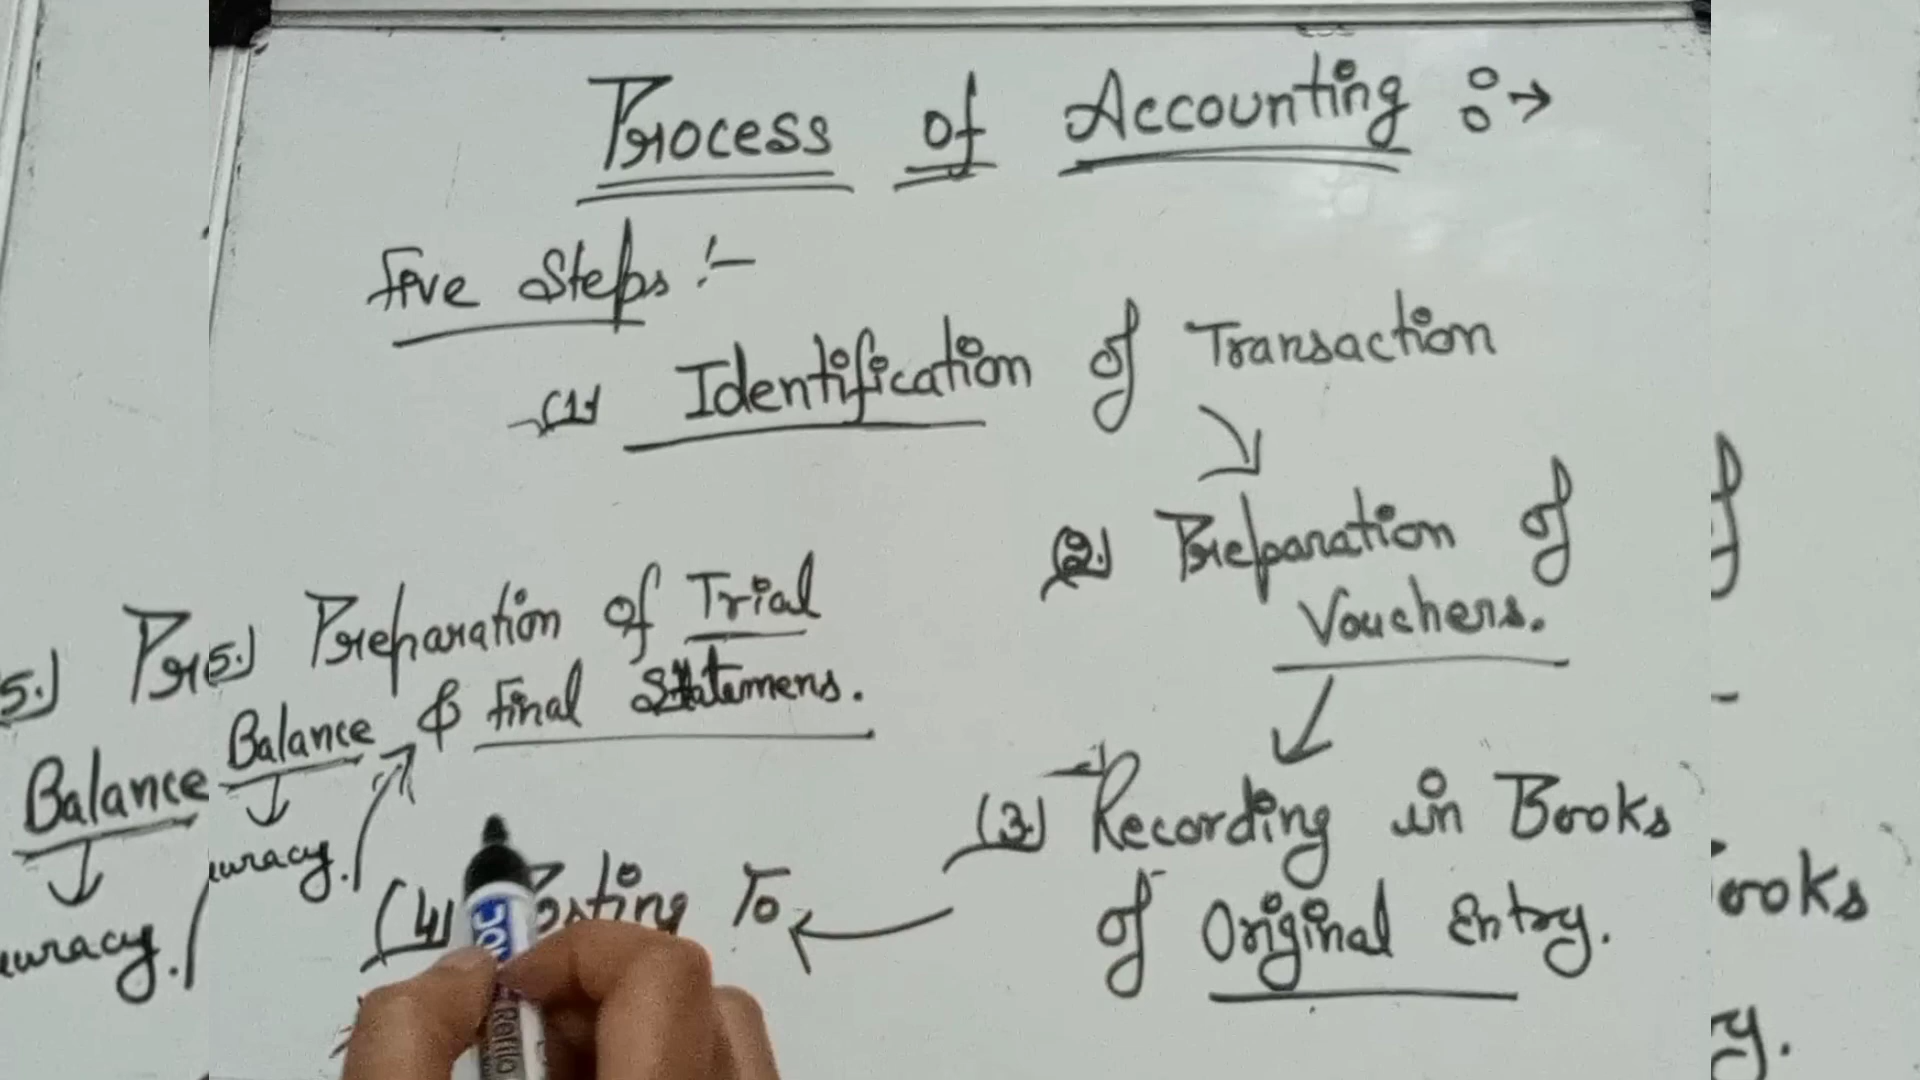 Process of Accounting :→
Five Steps :-
(1) Identification of Transaction
(2.) Preparation of
Vouchers.
(3.) Recording in Books
of Original Entry.
(4) Posting To
5.) Preparation of Trial
Balance & Final Statemens.
uracy.
5.) Pr
Balance
uracy.
of
ooks
y.